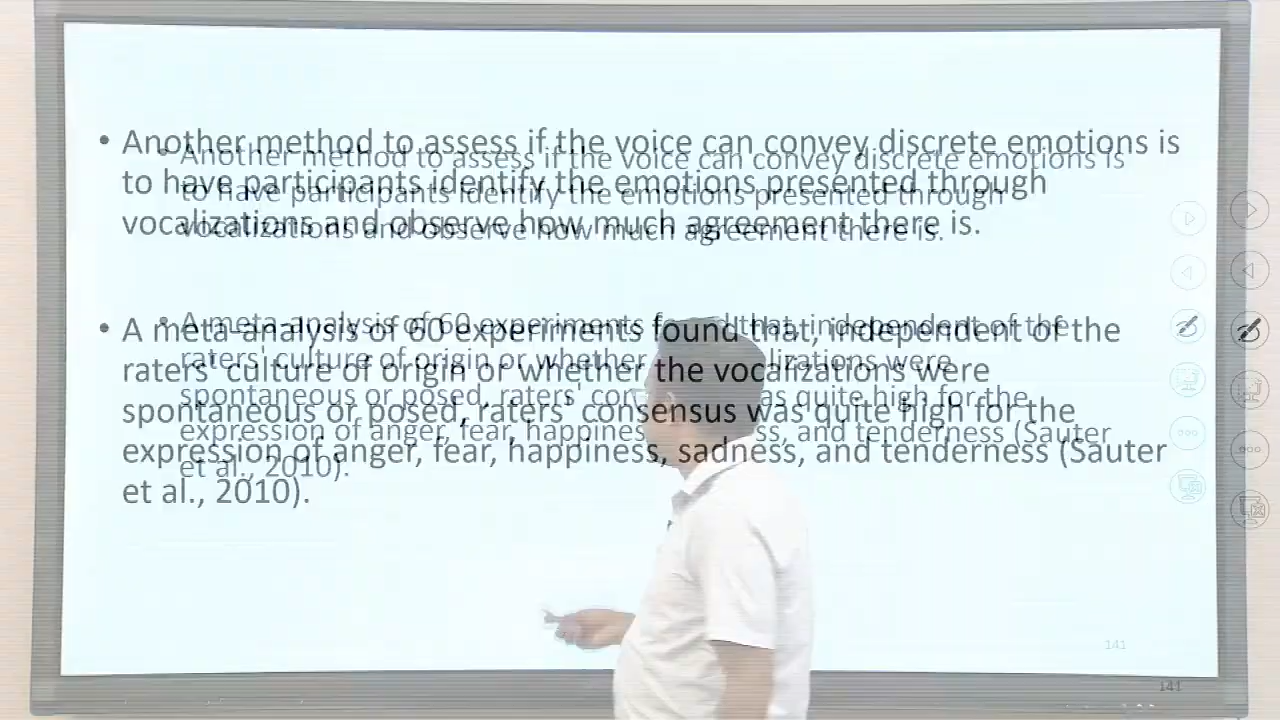 • Another method to assess if the voice can convey discrete emotions is
to have participants identify the emotions presented through
vocalizations and observe how much agreement there is.
• A meta-analysis of 60 experiments found that, independent of the
raters' culture of origin or whether the vocalizations were
spontaneous or posed, raters' consensus was quite high for the
expression of anger, fear, happiness, sadness, and tenderness (Sauter
et al., 2010).
141